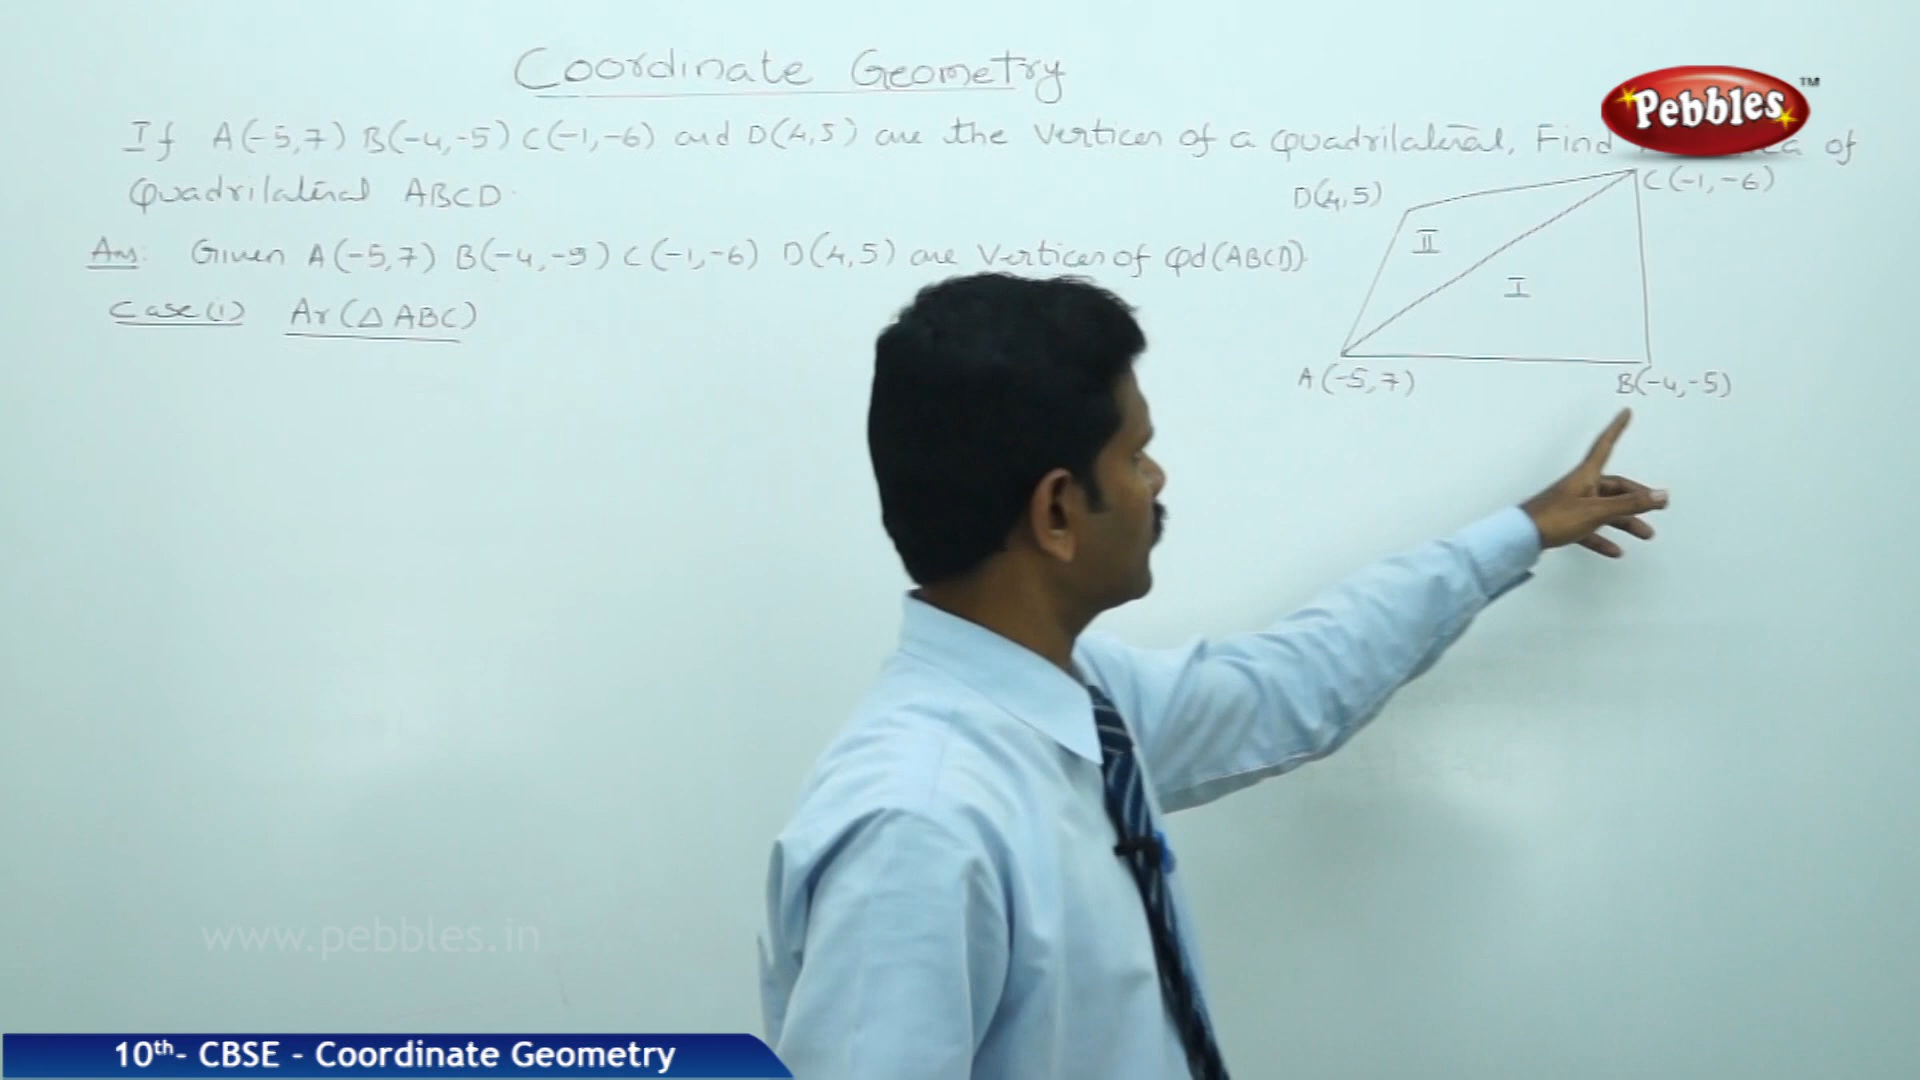 Coordinate Geometry
Pebbles™
If A(-5,7) B(-4,-5) C(-1,-6) and D(4,5) are the vertices of a quadrilateral, Find of
quadrilateral ABCD.
D(4,5)
C(-1,-6)
Ans: Given A(-5,7) B(-4,-5) C(-1,-6) D(4,5) are vertices of qd(ABCD).
II
I
Case(1) Ar(△ABC)
A(-5,7)
B(-4,-5)
www.pebbles.in
10th- CBSE - Coordinate Geometry